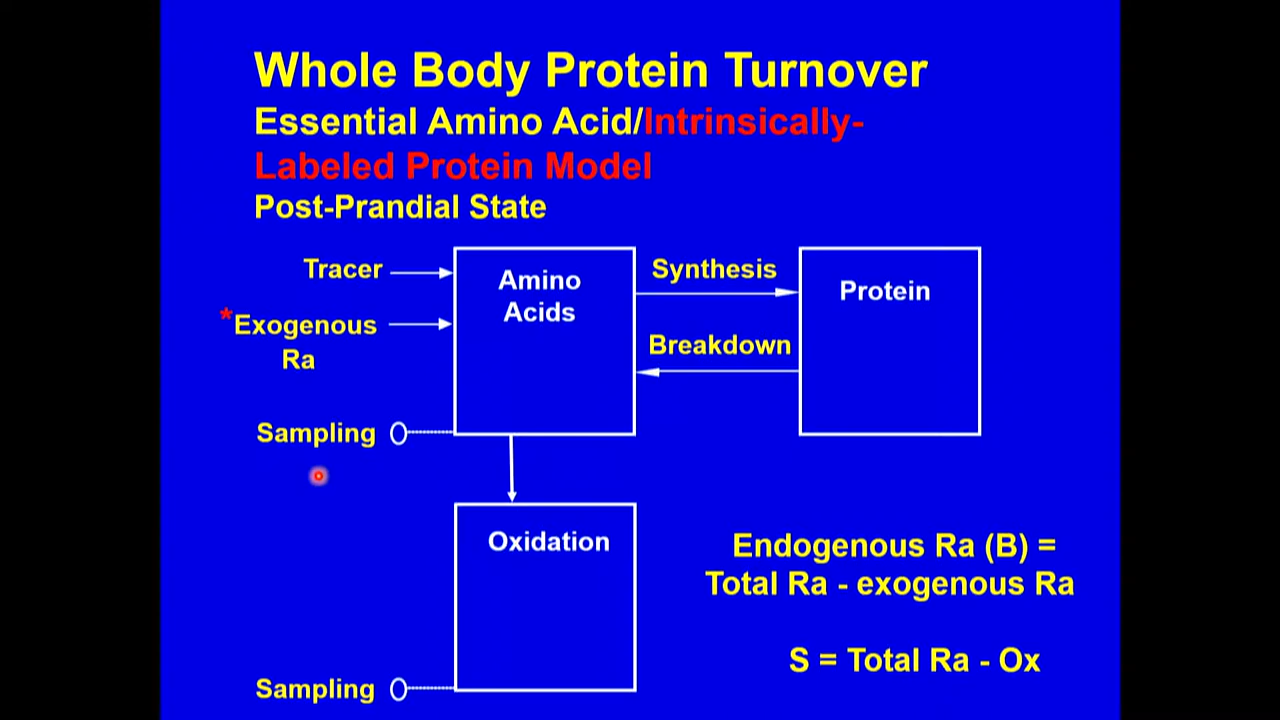 Whole Body Protein Turnover
Essential Amino Acid/Intrinsically-
Labeled Protein Model
Post-Prandial State
Tracer
*Exogenous
Ra
Sampling
Amino
Acids
Synthesis
Breakdown
Protein
Oxidation
Sampling
Endogenous Ra (B) =
Total Ra - exogenous Ra
S = Total Ra - Ox